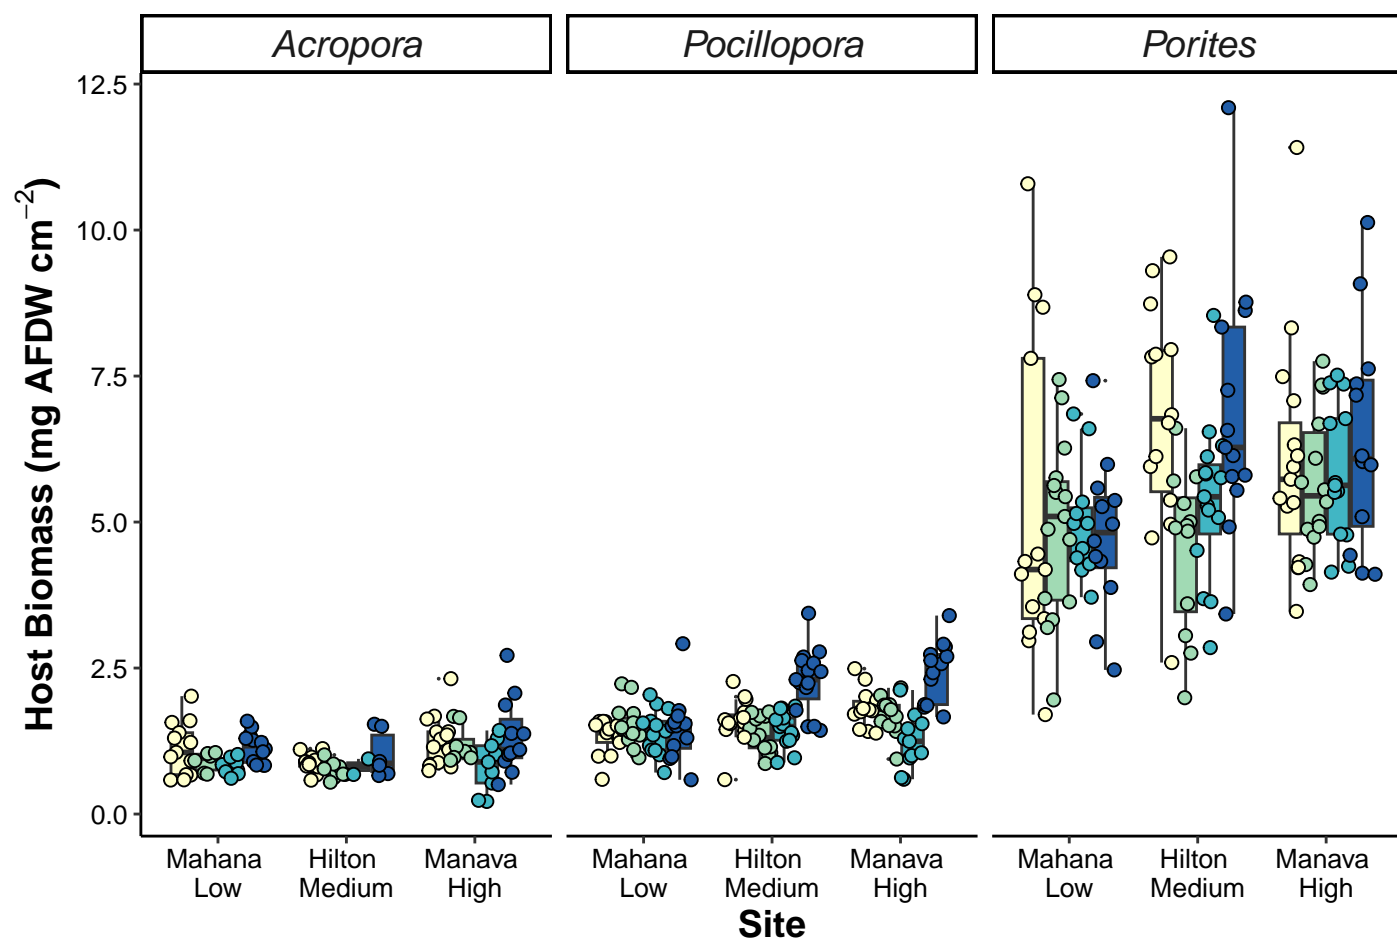 Acropora Pocillopora Porites
Host Biomass (mg AFDW cm⁻²)
12.5
10.0
7.5
5.0
2.5
0.0
Mahana Hilton Manava Mahana Hilton Manava Mahana Hilton Manava
Low Medium High Low Medium High Low Medium High
Site